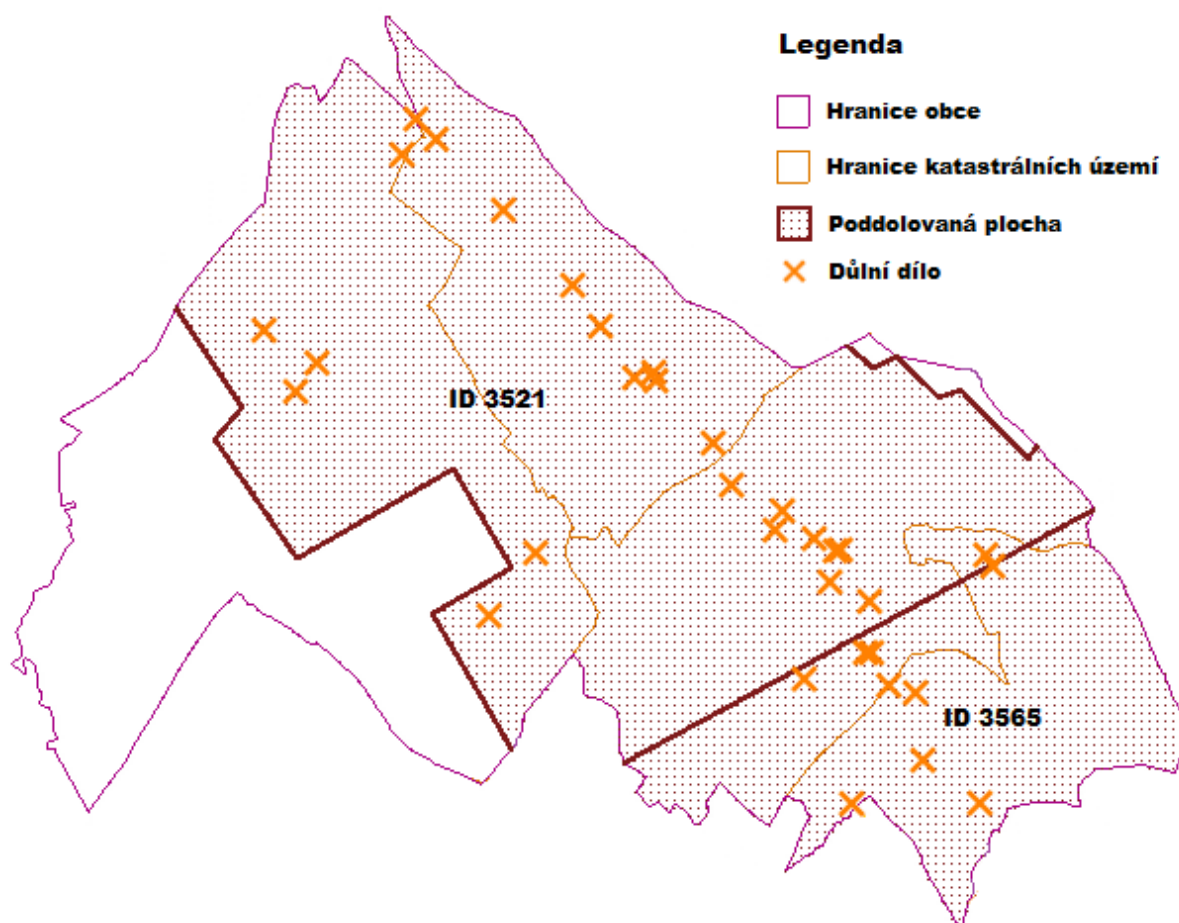 Legenda
Hranice obce
Hranice katastrálních území
Poddolovaná plocha
Důlní dílo
ID 3521
ID 3565